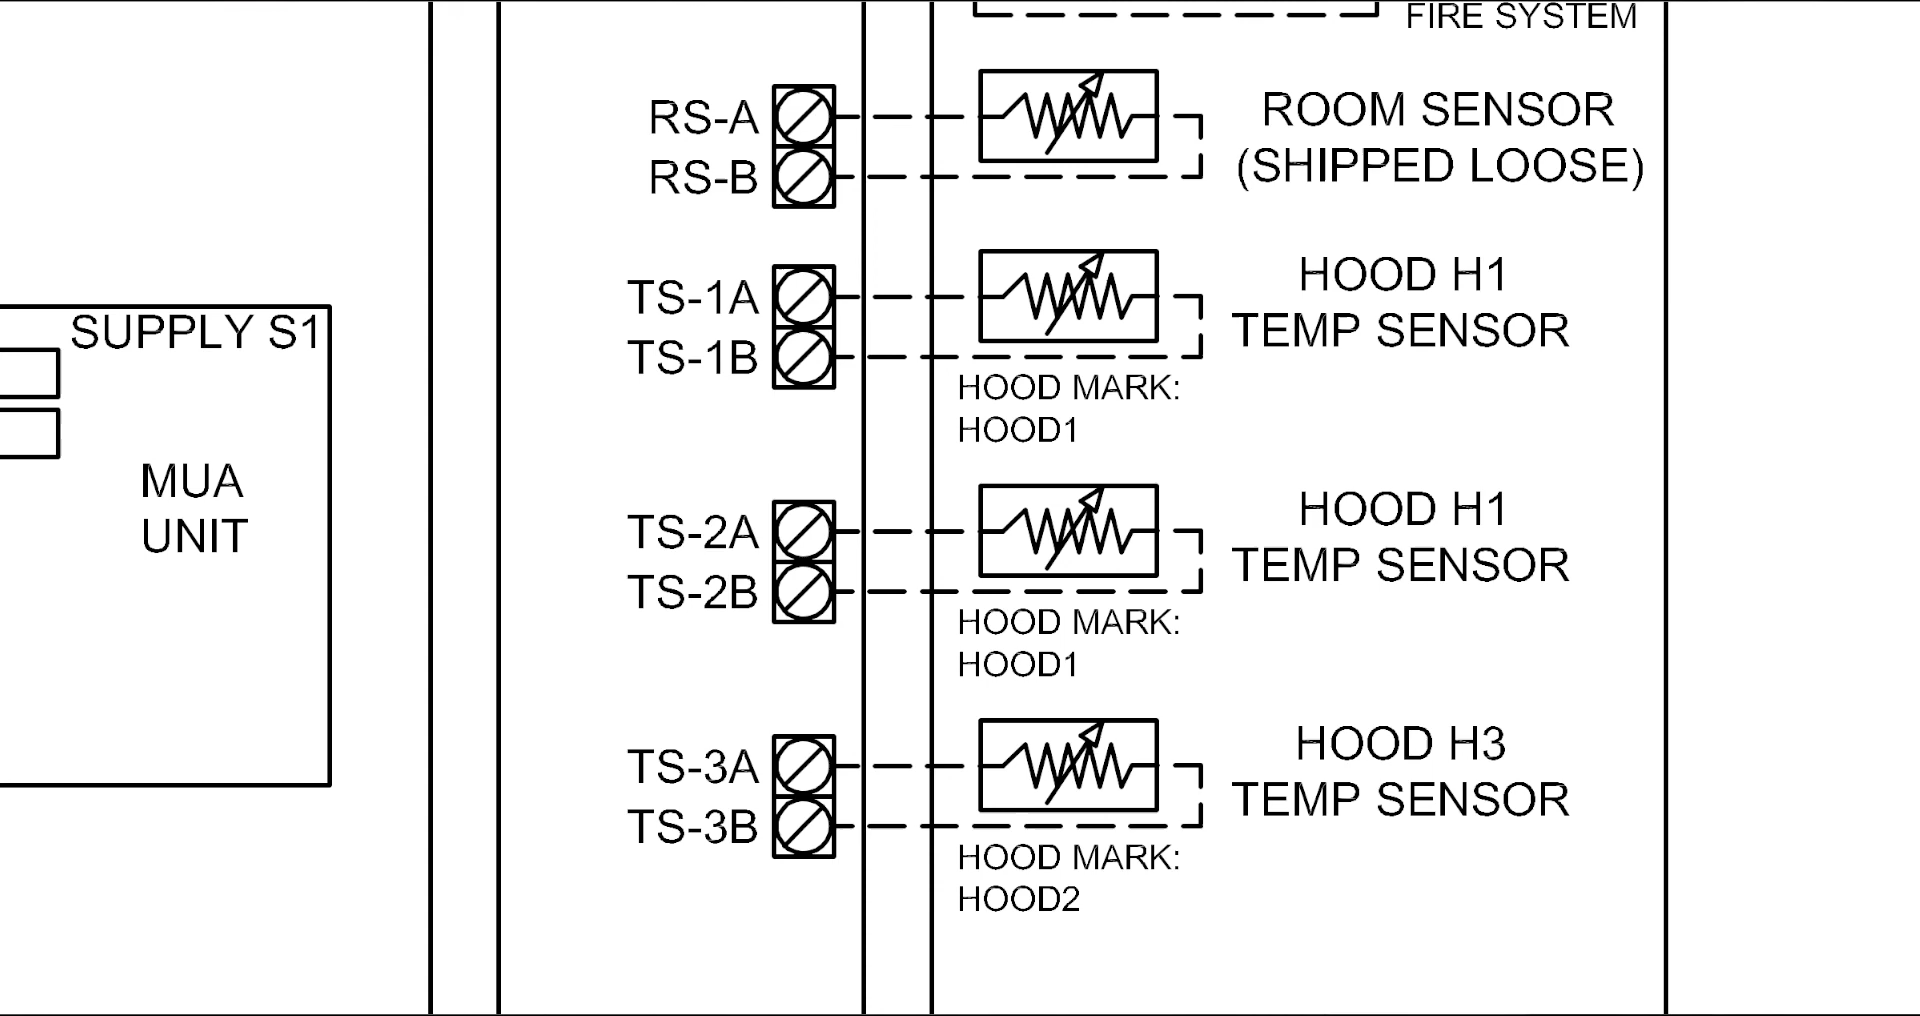 FIRE SYSTEM
RS-A
RS-B
ROOM SENSOR
(SHIPPED LOOSE)
TS-1A
TS-1B
HOOD H1
TEMP SENSOR
HOOD MARK:
HOOD1
SUPPLY S1
MUA
UNIT
TS-2A
TS-2B
HOOD H1
TEMP SENSOR
HOOD MARK:
HOOD1
TS-3A
TS-3B
HOOD H3
TEMP SENSOR
HOOD MARK:
HOOD2